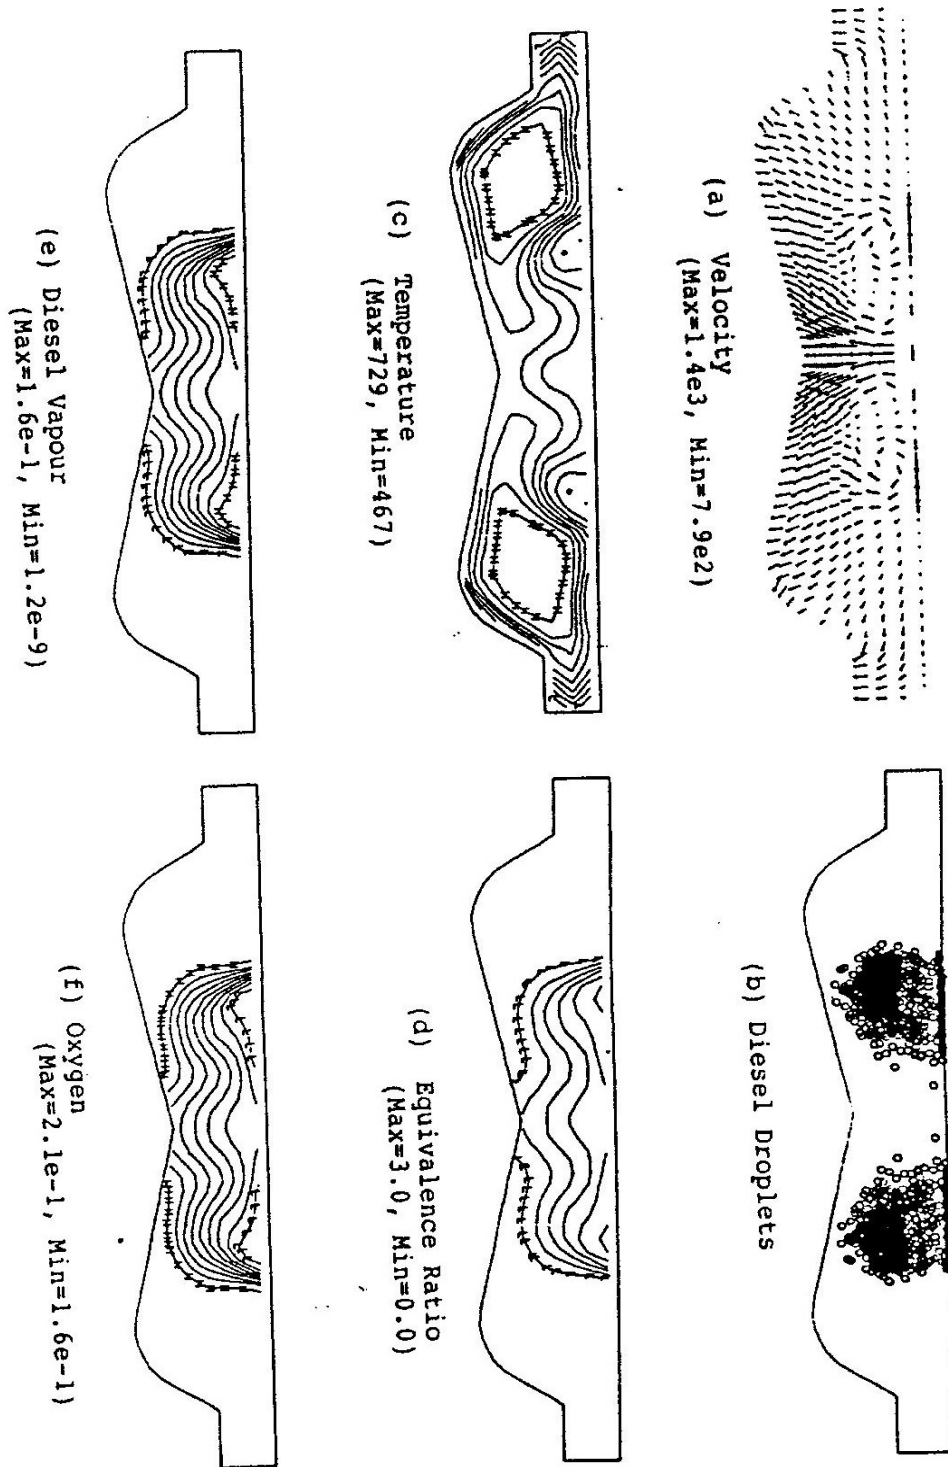 (a) Velocity
(Max=1.4e3, Min=7.9e2)
(b) Diesel Droplets
(c) Temperature
(Max=729, Min=467)
(d) Equivalence Ratio
(Max=3.0, Min=0.0)
(e) Diesel Vapour
(Max=1.6e-1, Min=1.2e-9)
(f) Oxygen
(Max=2.1e-1, Min=1.6e-1)